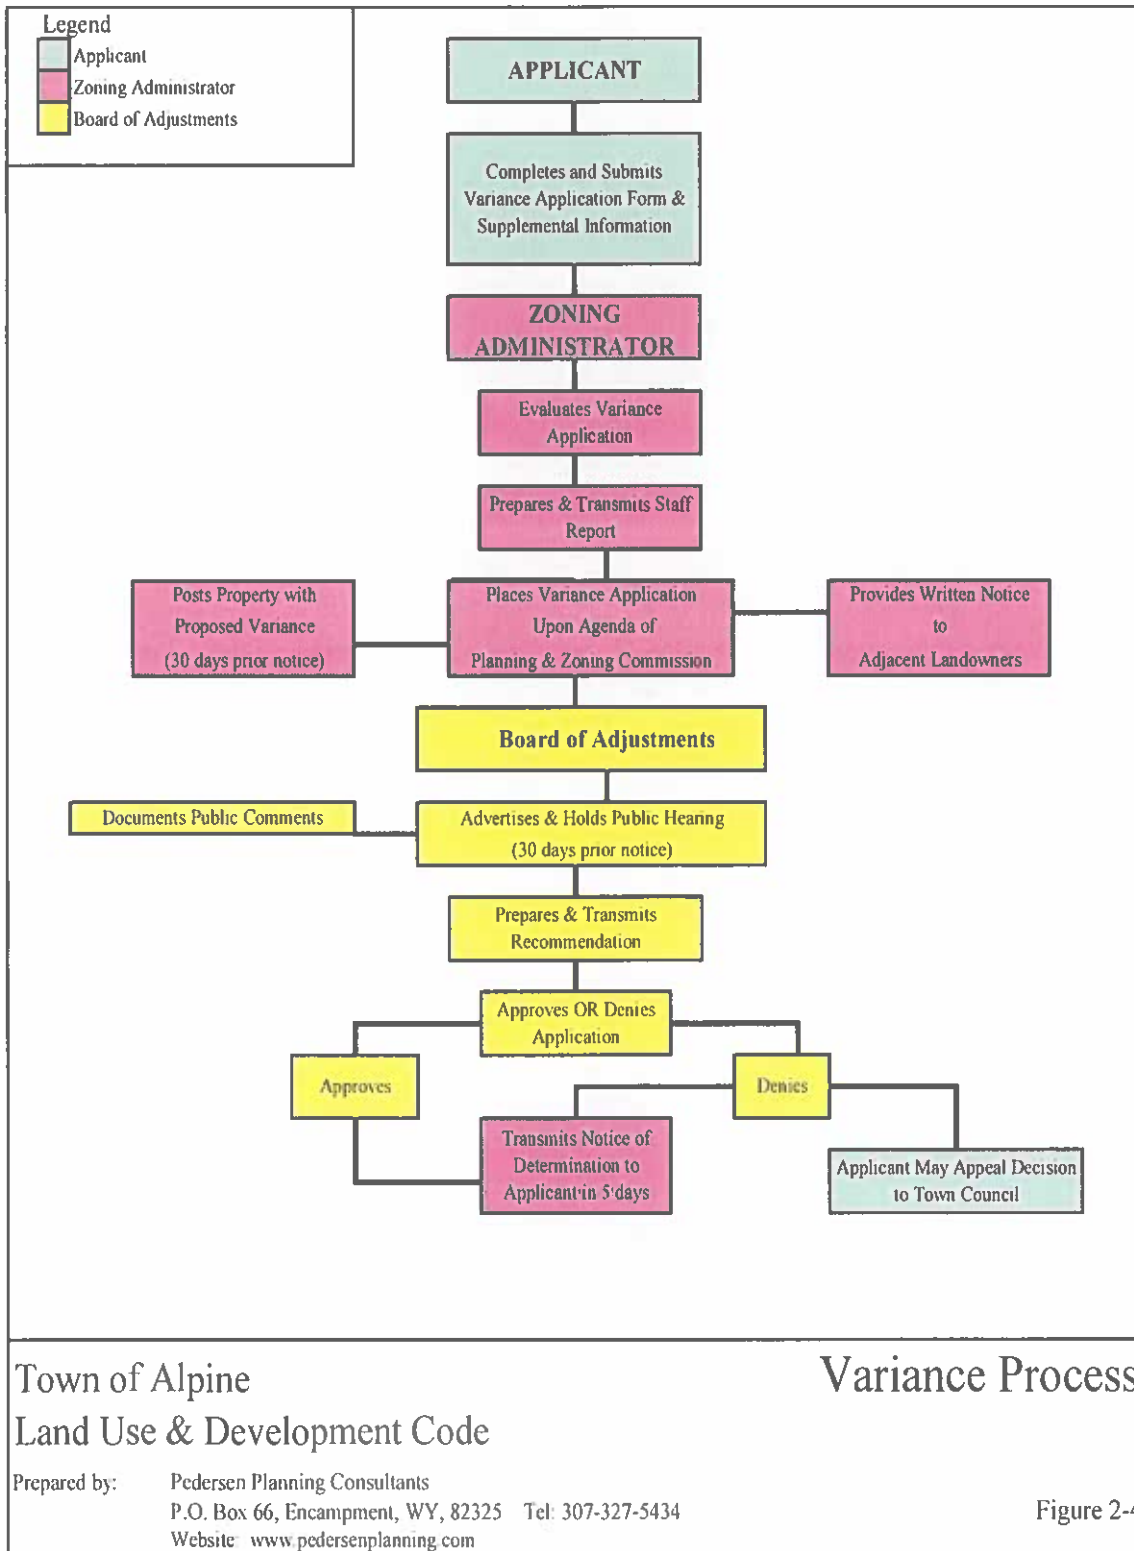 Legend
Applicant
Zoning Administrator
Board of Adjustments
APPLICANT
Completes and Submits
Variance Application Form &
Supplemental Information
ZONING
ADMINISTRATOR
Evaluates Variance
Application
Prepares & Transmits Staff
Report
Posts Property with
Proposed Variance
(30 days prior notice)
Places Variance Application
Upon Agenda of
Planning & Zoning Commission
Provides Written Notice
to
Adjacent Landowners
Board of Adjustments
Documents Public Comments
Advertises & Holds Public Hearing
(30 days prior notice)
Prepares & Transmits
Recommendation
Approves OR Denies
Application
Approves
Denies
Transmits Notice of
Determination to
Applicant in 5 days
Applicant May Appeal Decision
to Town Council
Town of Alpine
Land Use & Development Code
Variance Process
Prepared by: Pedersen Planning Consultants
P.O. Box 66, Encampment, WY, 82325 Tel: 307-327-5434
Website: www.pedersenplanning.com
Figure 2-4